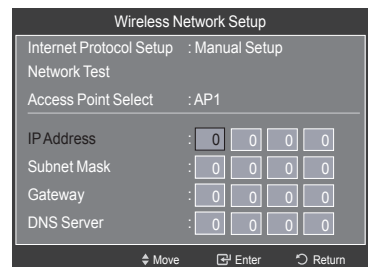 Wireless Network Setup
Internet Protocol Setup : Manual Setup
Network Test
Access Point Select : AP1
IP Address : 0 0 0 0
Subnet Mask : 0 0 0 0
Gateway : 0 0 0 0
DNS Server : 0 0 0 0
Move Enter Return